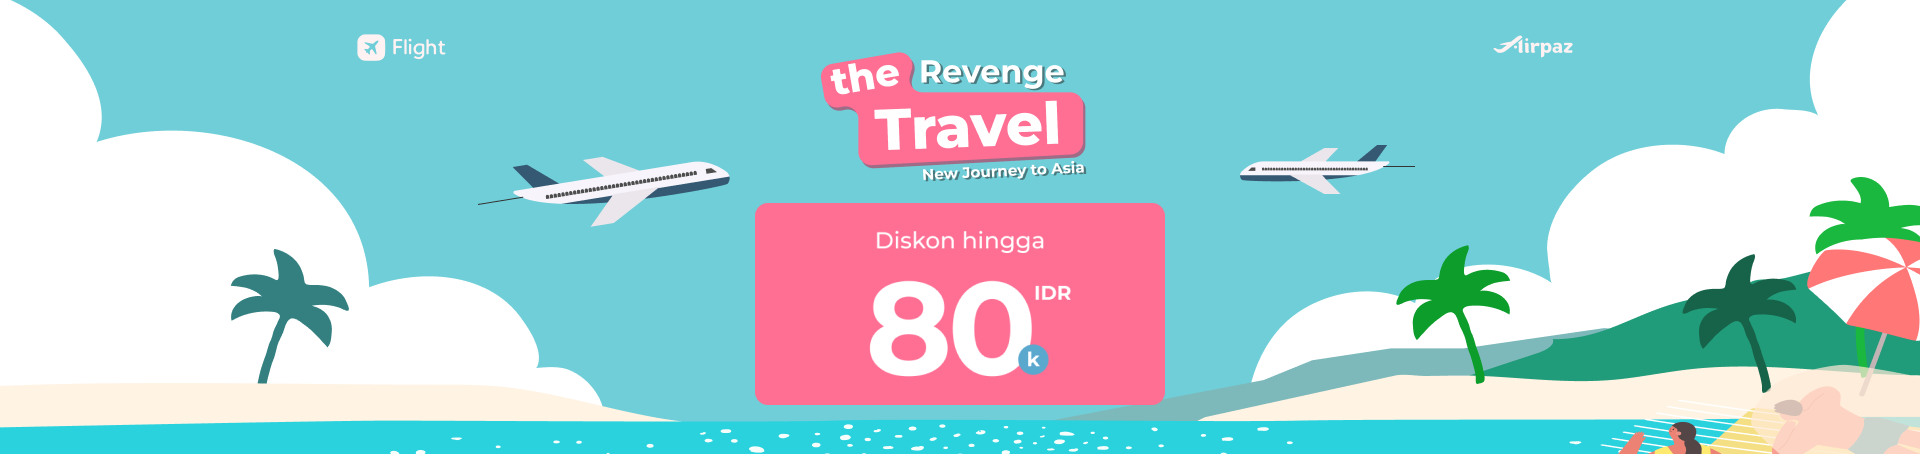 Flight
Airpaz
the Revenge
Travel
New Journey to Asia
Diskon hingga
80 IDR
k